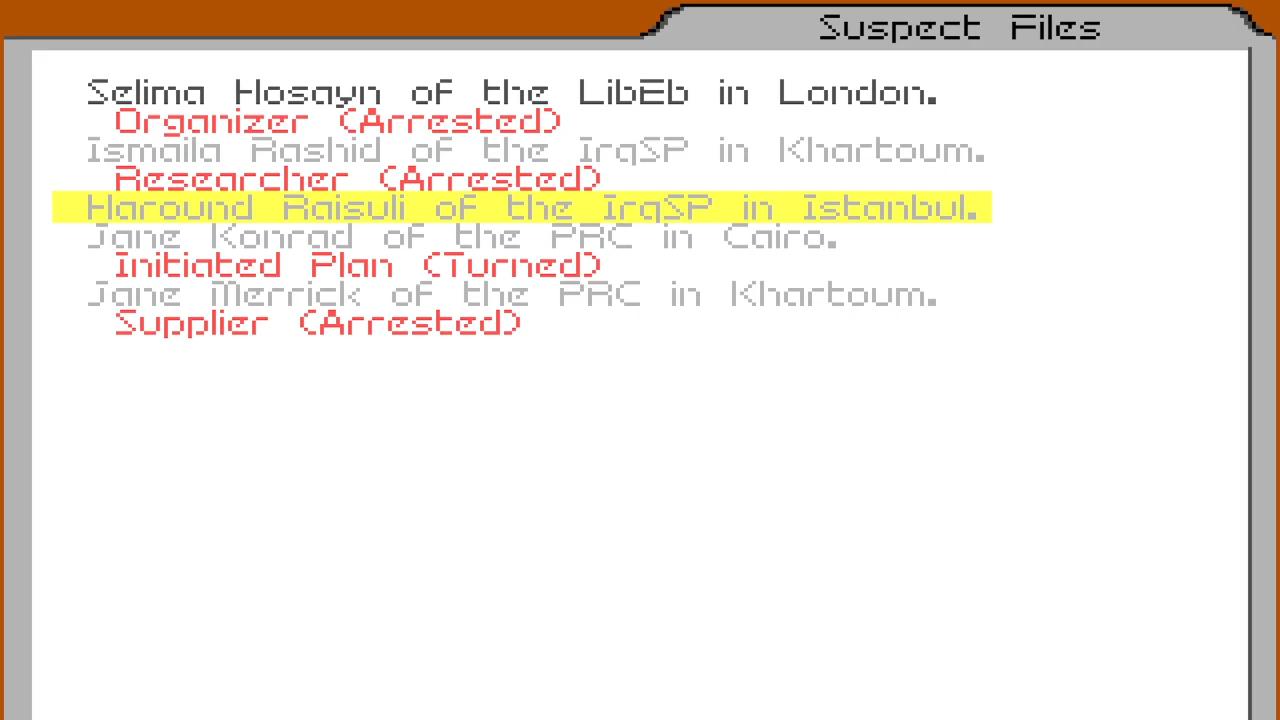 Suspect Files
Selima Hosayn of the LibEb in London.
Organizer (Arrested)
Ismaila Rashid of the IrqSP in Khartoum.
Researcher (Arrested)
Haround Raisuli of the IrqSP in Istanbul.
Jane Konrad of the PRC in Cairo.
Initiated Plan (Turned)
Jane Merrick of the PRC in Khartoum.
Supplier (Arrested)